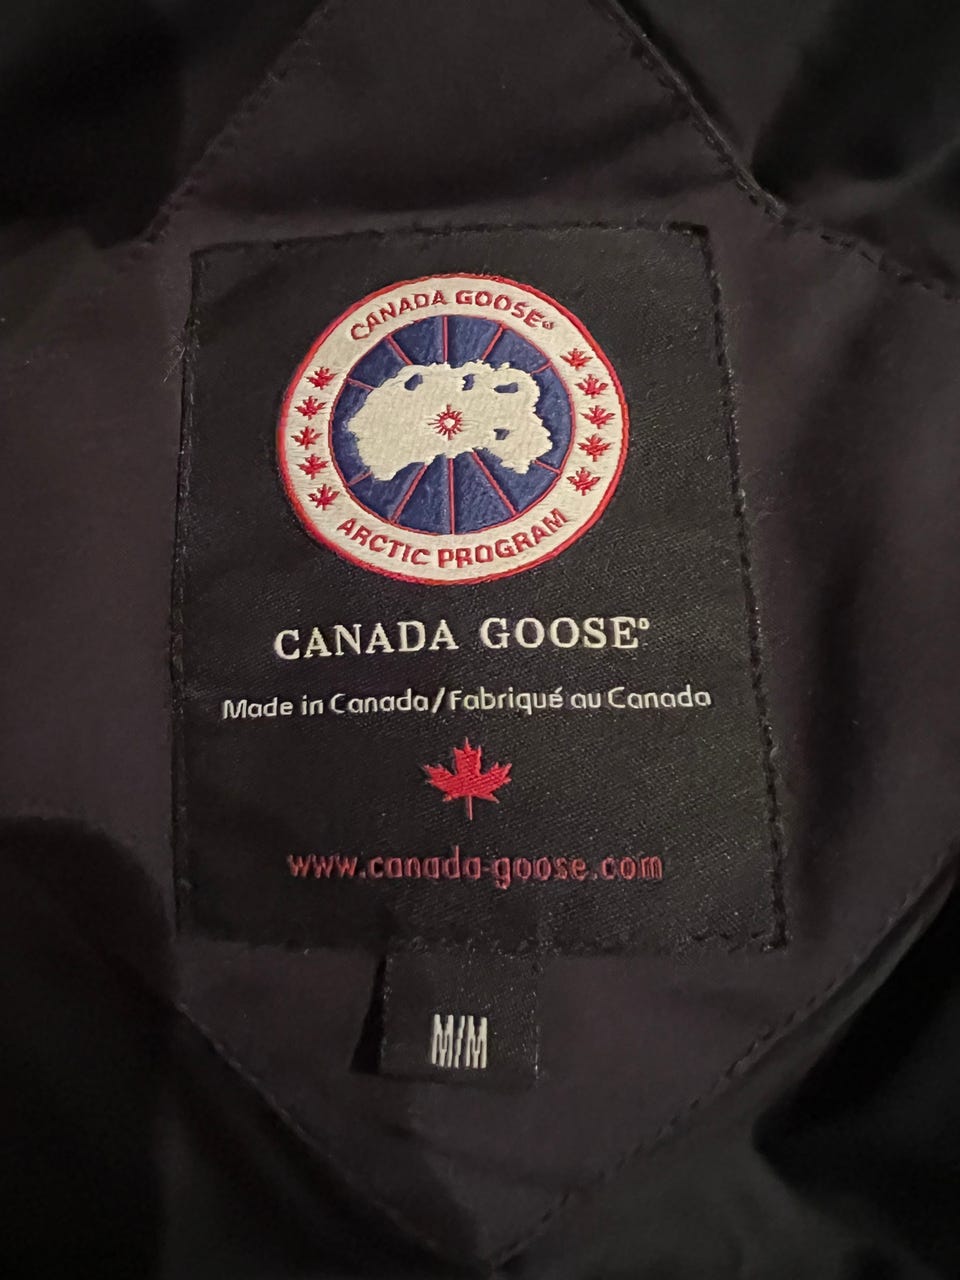 CANADA GOOSE®
ARCTIC PROGRAM
CANADA GOOSE®
Made in Canada/Fabriqué au Canada
www.canada-goose.com
M/M